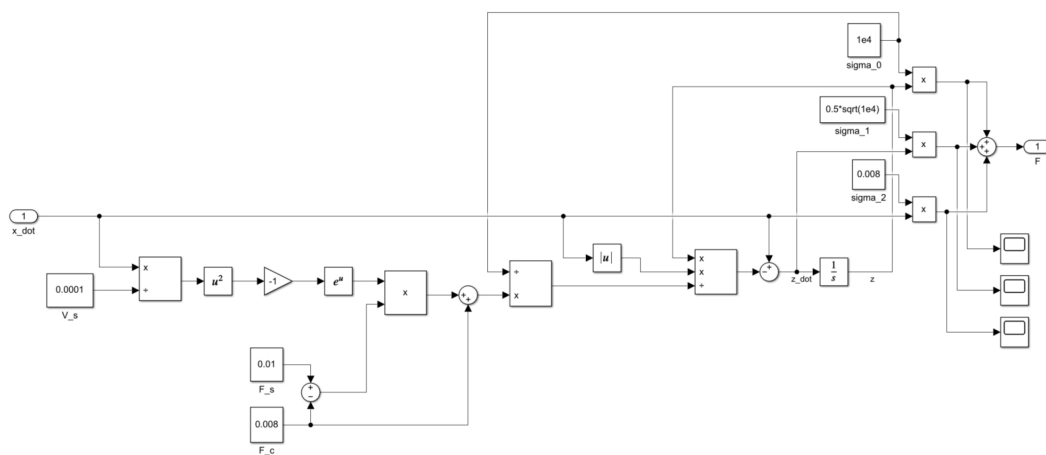 1e4
sigma_0
x
0.5*sqrt(1e4)
sigma_1
x
1
F
0.008
sigma_2
x
1
x_dot
x
÷
0.0001
V_s
u²
-1
eᵘ
x
÷
x
|u|
x
x
÷
z_dot
1
s
z
0.01
F_s
0.008
F_c